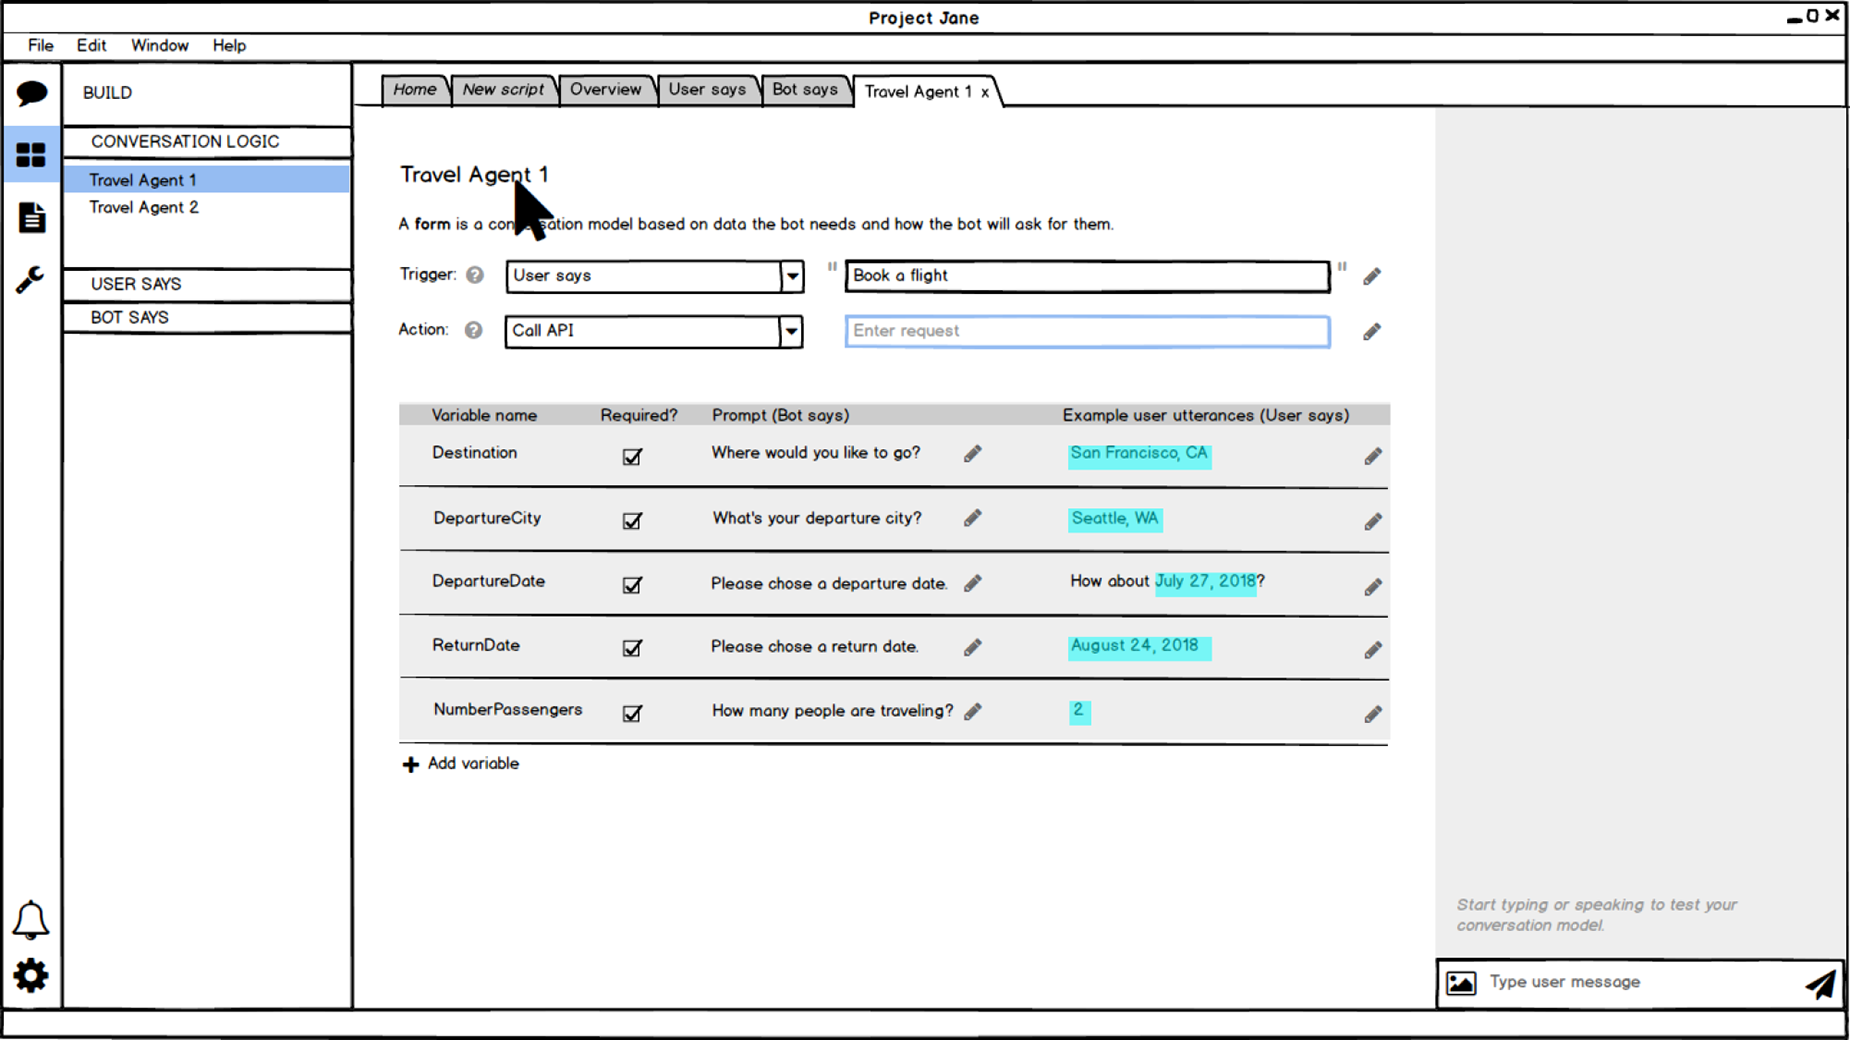 Project Jane
File Edit Window Help
BUILD
CONVERSATION LOGIC
Travel Agent 1
Travel Agent 2
USER SAYS
BOT SAYS
Home New script Overview User says Bot says Travel Agent 1 x
Travel Agent 1
A form is a con sation model based on data the bot needs and how the bot will ask for them.
Trigger: ? User says " Book a flight "
Action: ? Call API Enter request
Variable name Required? Prompt (Bot says) Example user utterances (User says)
Destination Where would you like to go? San Francisco, CA
DepartureCity What's your departure city? Seattle, WA
DepartureDate Please chose a departure date. How about July 27, 2018?
ReturnDate Please chose a return date. August 24, 2018
NumberPassengers How many people are traveling? 2
Add variable
Start typing or speaking to test your
conversation model.
Type user message